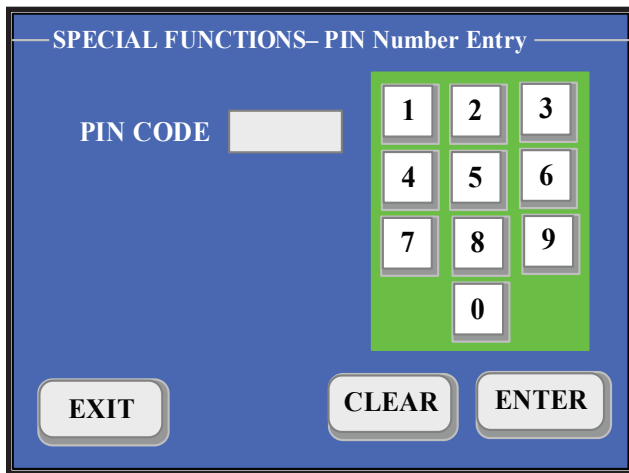 SPECIAL FUNCTIONS– PIN Number Entry
PIN CODE
1 2 3
4 5 6
7 8 9
0
EXIT CLEAR ENTER